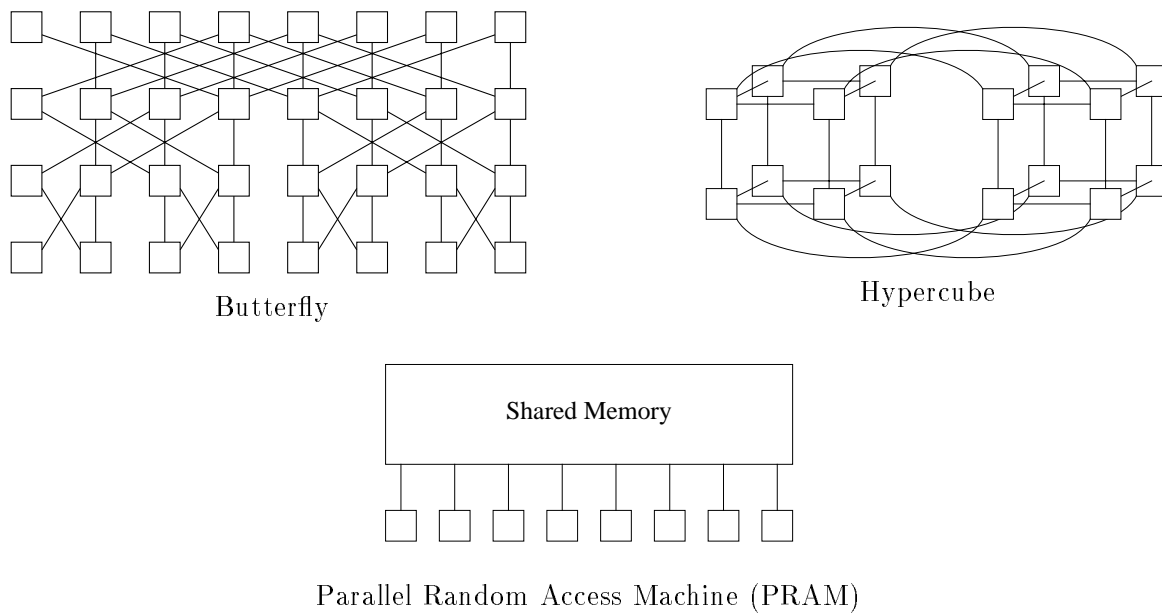 Butterfly
Hypercube
Shared Memory
Parallel Random Access Machine (PRAM)